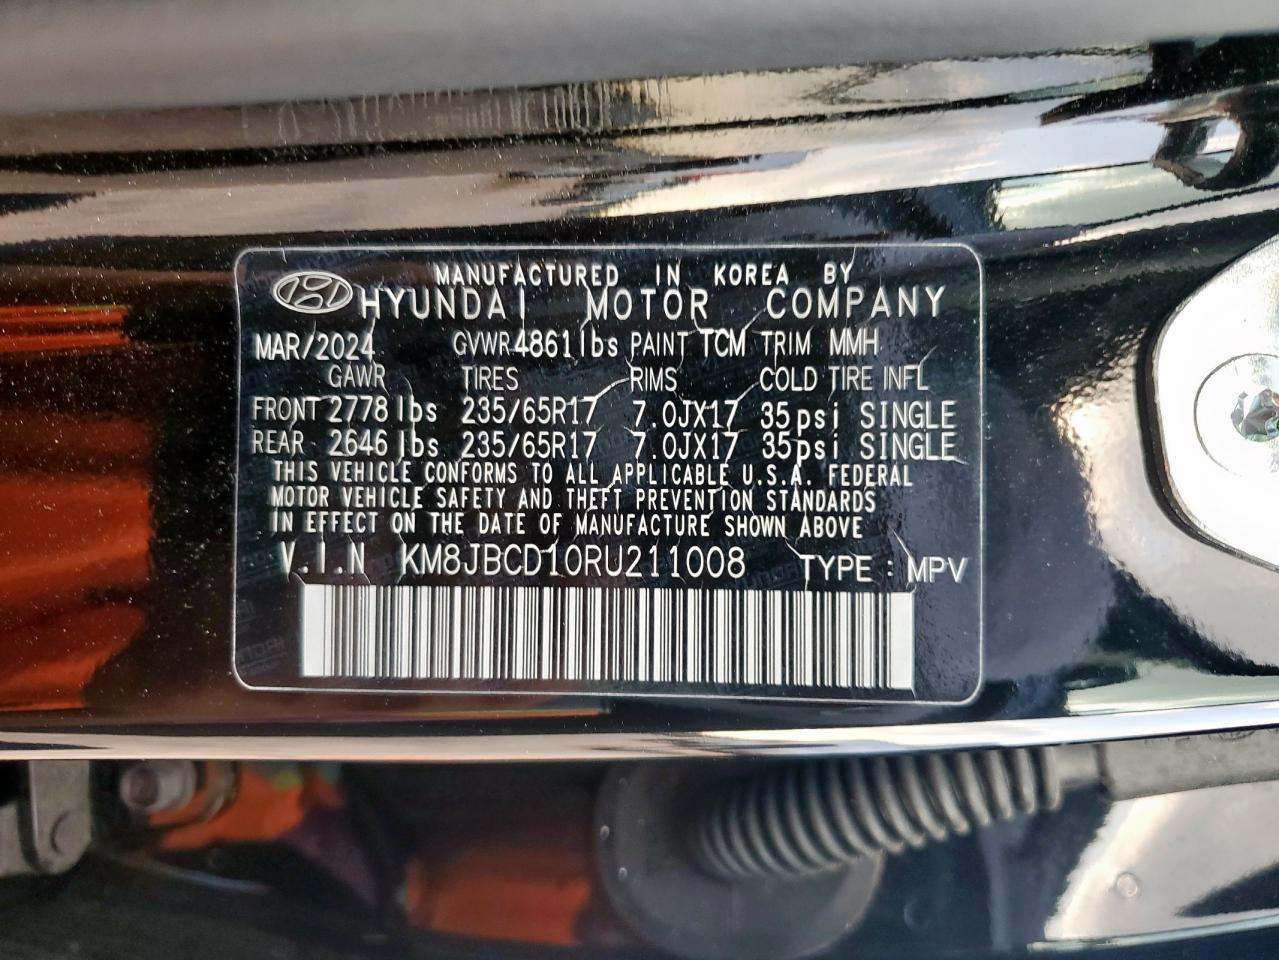 MANUFACTURED IN KOREA BY
HYUNDAI MOTOR COMPANY
MAR/2024 GVWR 4861lbs PAINT TCM TRIM MMH
GAWR TIRES RIMS COLD TIRE INFL
FRONT 2778 lbs 235/65R17 7.0JX17 35psi SINGLE
REAR 2646 lbs 235/65R17 7.0JX17 35psi SINGLE
THIS VEHICLE CONFORMS TO ALL APPLICABLE U.S.A. FEDERAL
MOTOR VEHICLE SAFETY AND THEFT PREVENTION STANDARDS
IN EFFECT ON THE DATE OF MANUFACTURE SHOWN ABOVE
V.I.N KM8JBCD10RU211008 TYPE : MPV